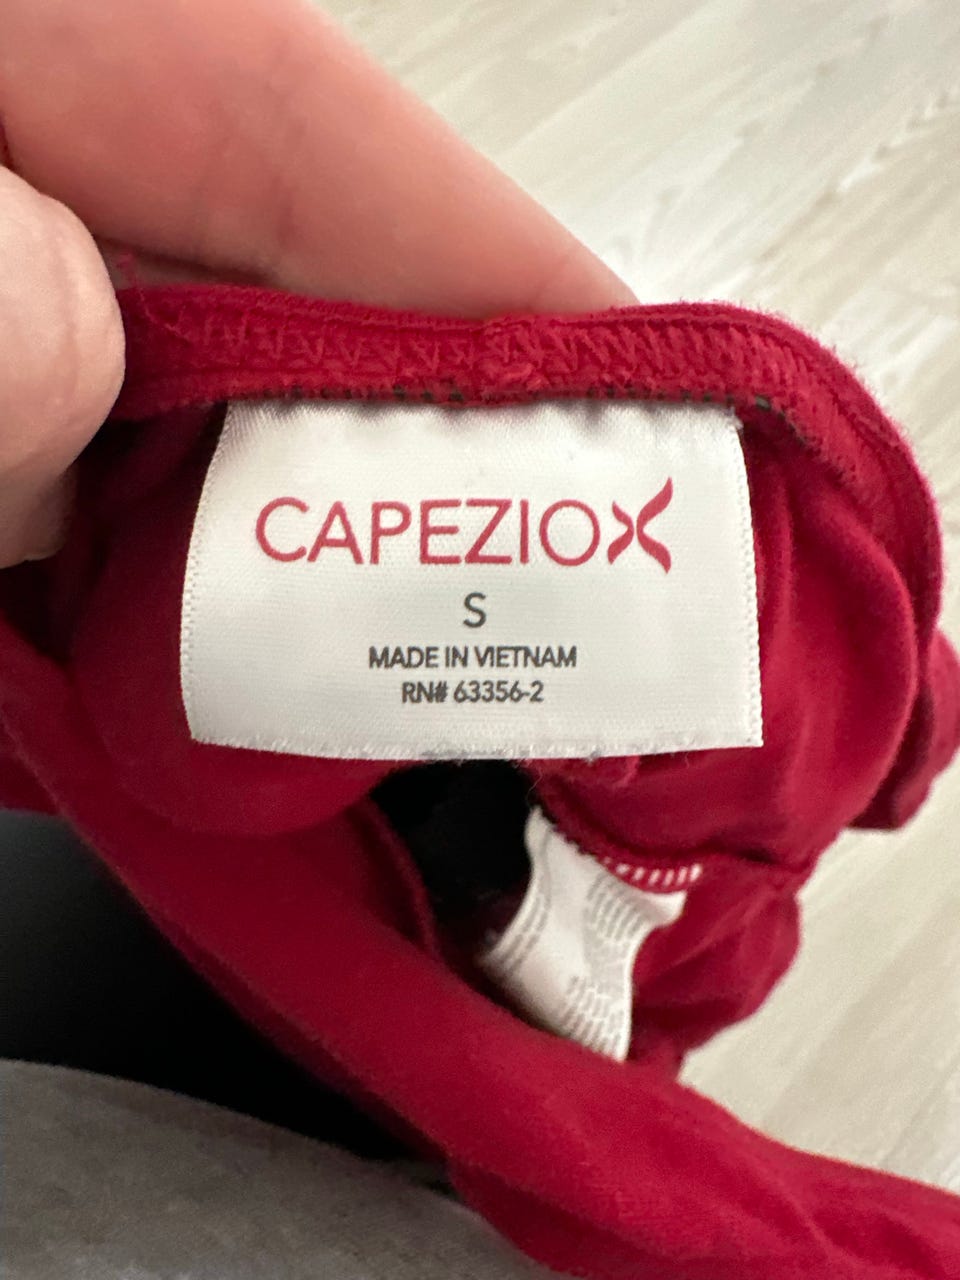 CAPEZIO
S
MADE IN VIETNAM
RN# 63356-2